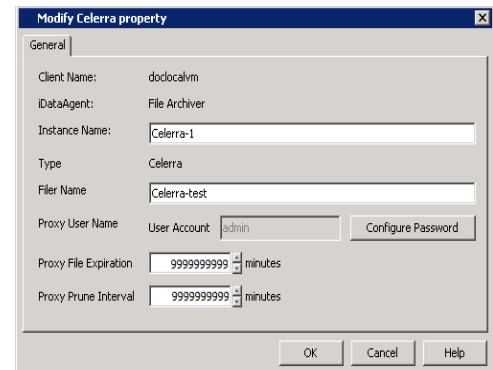 Modify Celerra property
General
Client Name: doclocalvm
iDataAgent: File Archiver
Instance Name: Celerra-1
Type Celerra
Filer Name Celerra-test
Proxy User Name User Account admin Configure Password
Proxy File Expiration 9999999999 minutes
Proxy Prune Interval 9999999999 minutes
OK Cancel Help